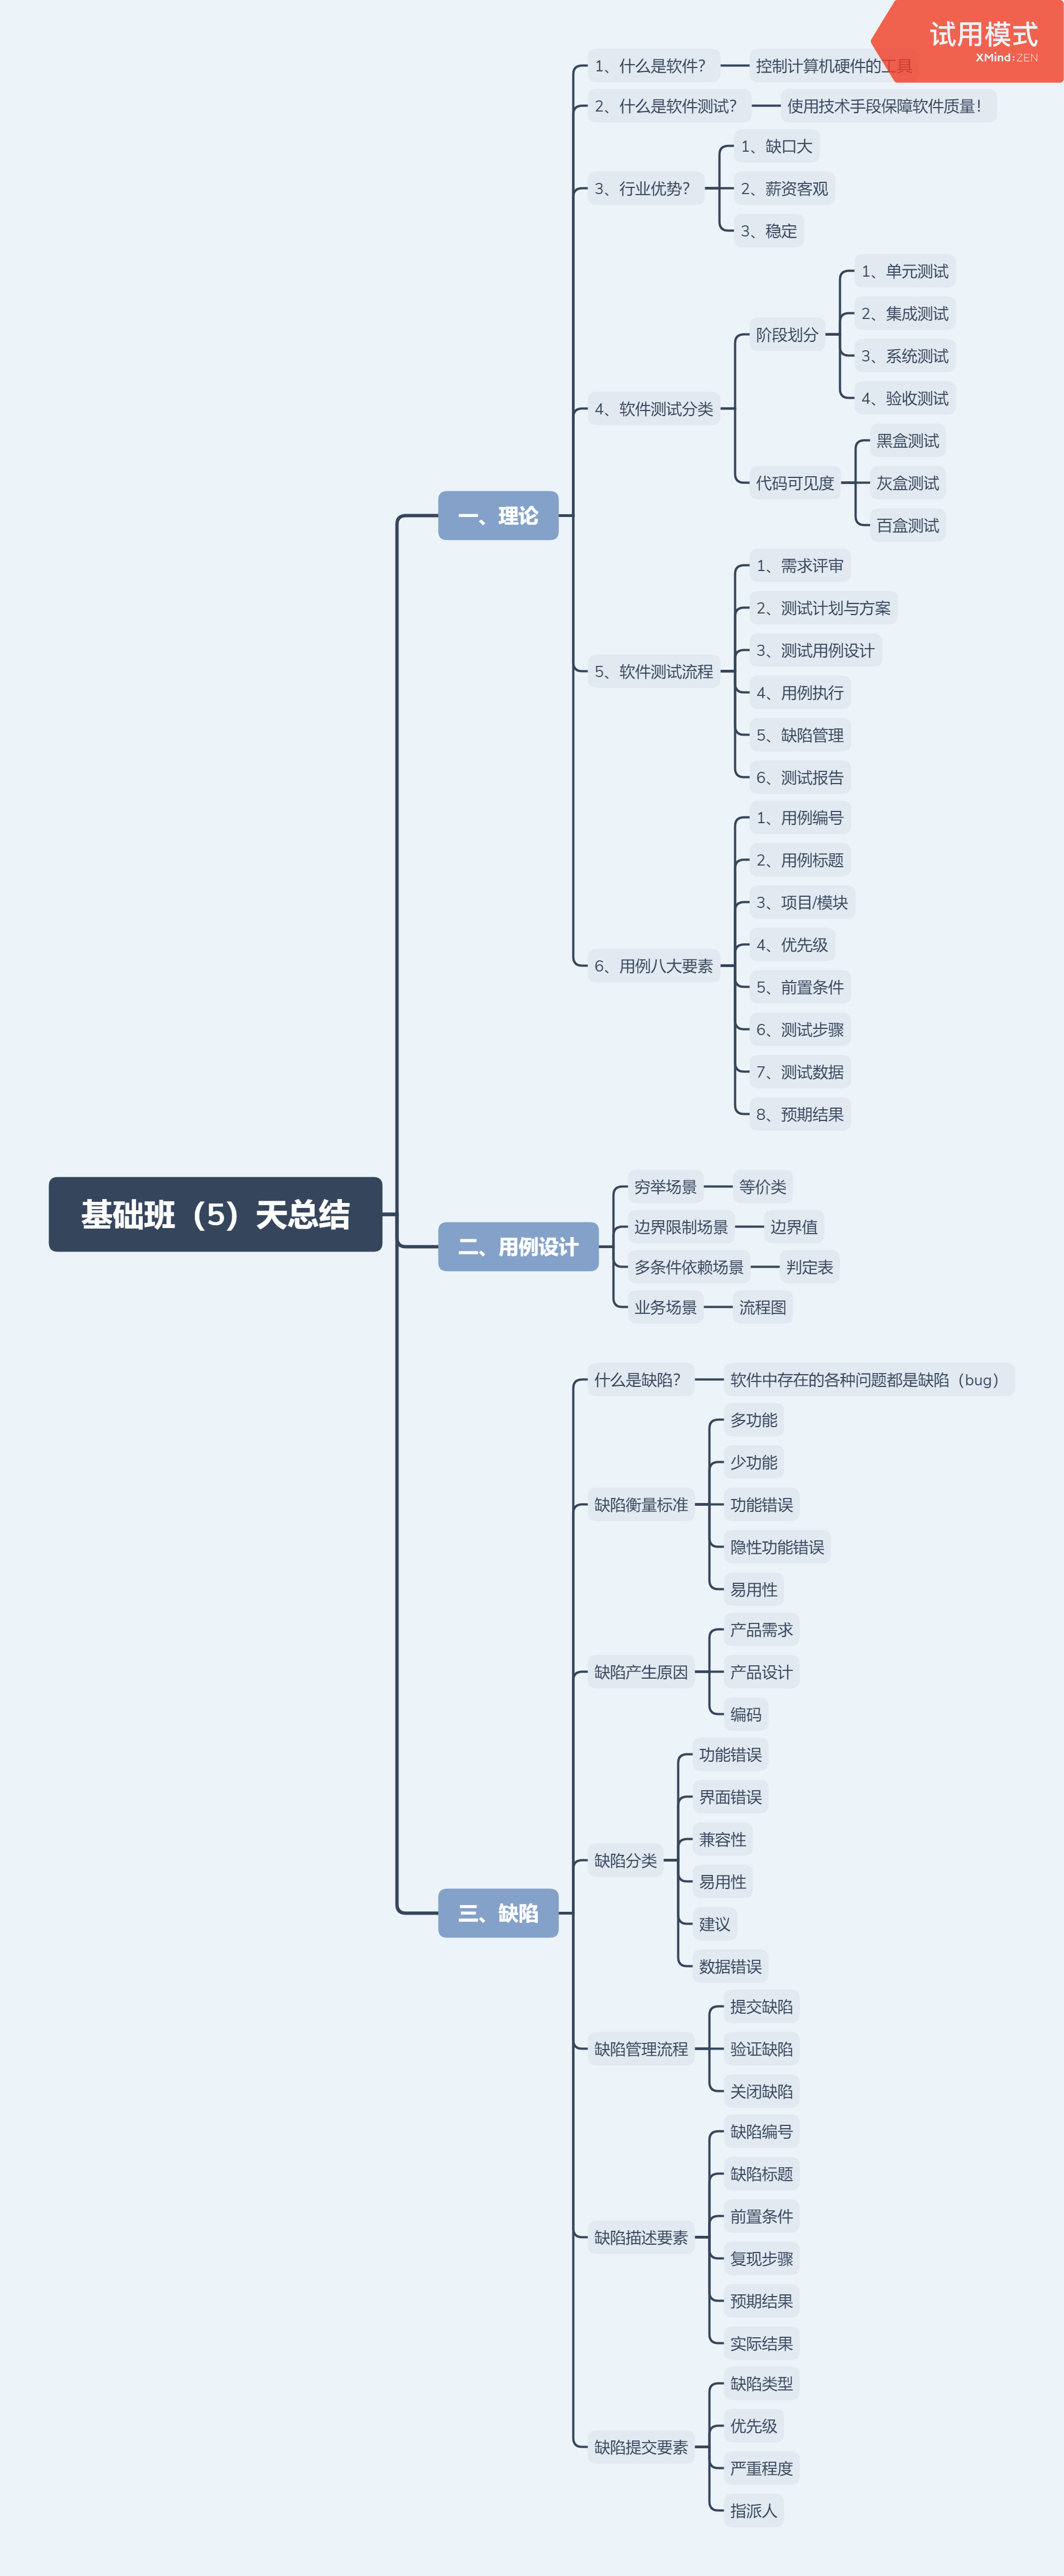 试用模式
XMind:ZEN
基础班（5）天总结
一、理论
1、什么是软件?
控制计算机硬件的工具
2、什么是软件测试?
使用技术手段保障软件质量!
3、行业优势?
1、缺口大
2、薪资客观
3、稳定
4、软件测试分类
阶段划分
1、单元测试
2、集成测试
3、系统测试
4、验收测试
代码可见度
黑盒测试
灰盒测试
百盒测试
5、软件测试流程
1、需求评审
2、测试计划与方案
3、测试用例设计
4、用例执行
5、缺陷管理
6、测试报告
6、用例八大要素
1、用例编号
2、用例标题
3、项目/模块
4、优先级
5、前置条件
6、测试步骤
7、测试数据
8、预期结果
二、用例设计
穷举场景
等价类
边界限制场景
边界值
多条件依赖场景
判定表
业务场景
流程图
三、缺陷
什么是缺陷?
软件中存在的各种问题都是缺陷（bug）
缺陷衡量标准
多功能
少功能
功能错误
隐性功能错误
易用性
缺陷产生原因
产品需求
产品设计
编码
缺陷分类
功能错误
界面错误
兼容性
易用性
建议
数据错误
缺陷管理流程
提交缺陷
验证缺陷
关闭缺陷
缺陷描述要素
缺陷编号
缺陷标题
前置条件
复现步骤
预期结果
实际结果
缺陷提交要素
缺陷类型
优先级
严重程度
指派人